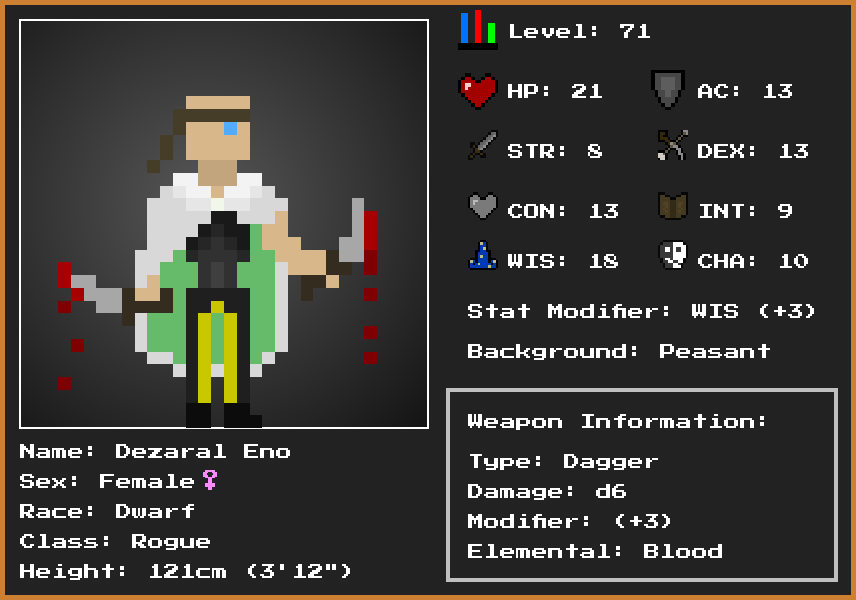 Level: 71
HP: 21
AC: 13
STR: 8
DEX: 13
CON: 13
INT: 9
WIS: 18
CHA: 10
Stat Modifier: WIS (+3)
Background: Peasant
Name: Dezaral Eno
Sex: Female♀
Race: Dwarf
Class: Rogue
Height: 121cm (3'12")
Weapon Information:
Type: Dagger
Damage: d6
Modifier: (+3)
Elemental: Blood